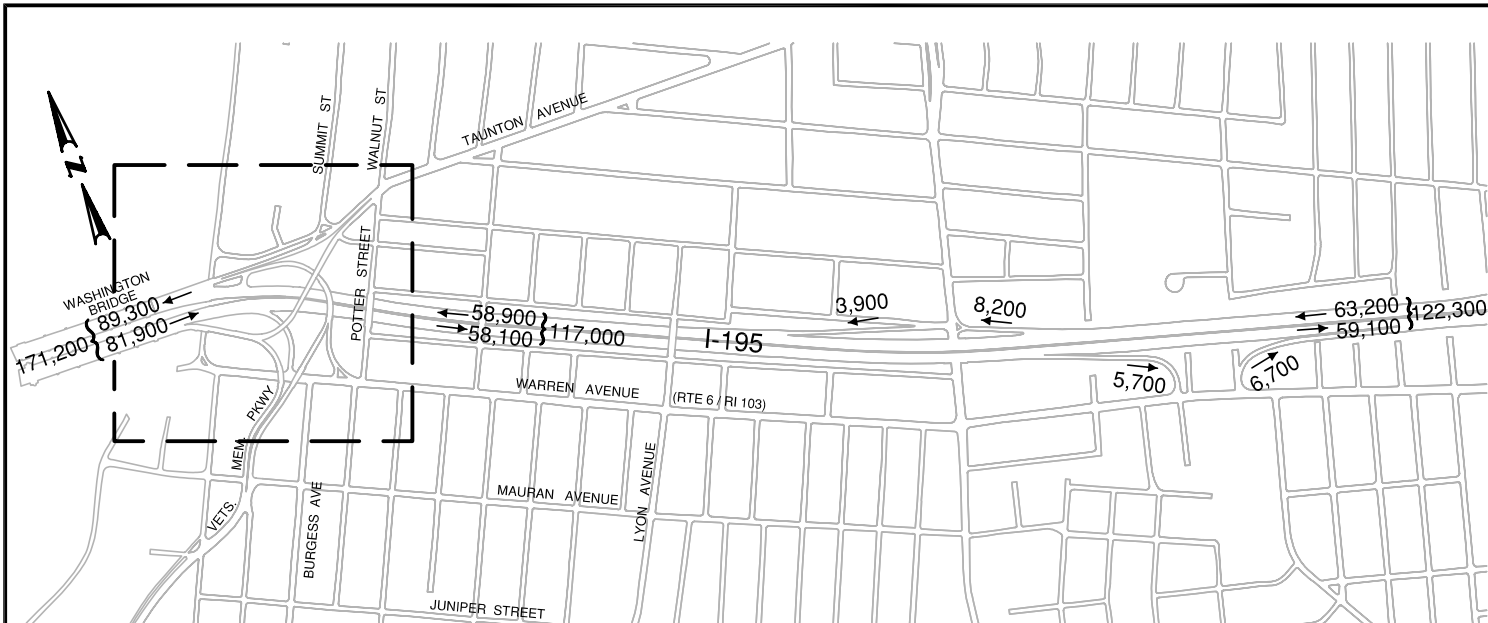 SUMMIT ST
WALNUT ST
TAUNTON AVENUE
N
WASHINGTON
BRIDGE
89,300
81,900
171,200
POTTER STREET
58,900
58,100
117,000
I-195
3,900
8,200
63,200
59,100
122,300
5,700
6,700
WARREN AVENUE
(RTE 6 / RI 103)
VETS. MEM. PKWY
BURGESS AVE
MAURAN AVENUE
LYON AVENUE
JUNIPER STREET